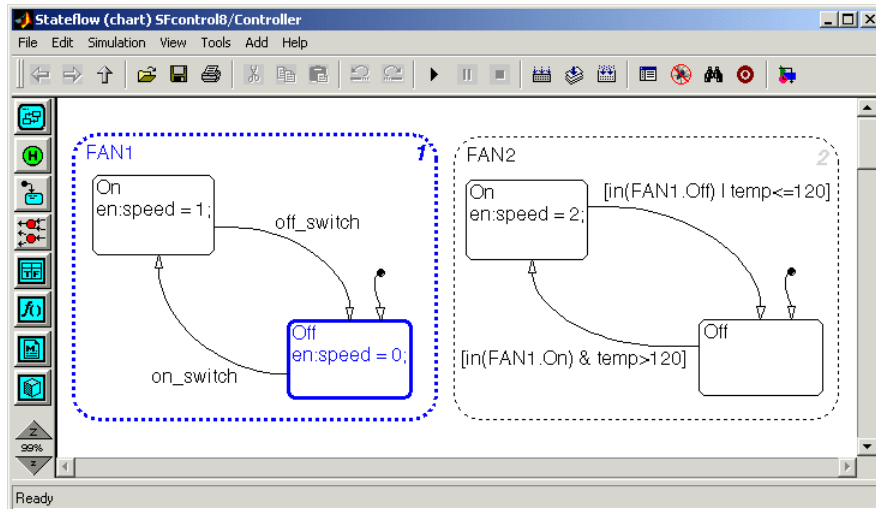 Stateflow (chart) SFcontrol8/Controller
File Edit Simulation View Tools Add Help
FAN1
1
On
en:speed = 1;
off_switch
Off
en:speed = 0;
on_switch
FAN2
2
On
en:speed = 2;
[in(FAN1.Off) | temp<=120]
Off
[in(FAN1.On) & temp>120]
H
TF
f()
M
Z
99%
z
Ready